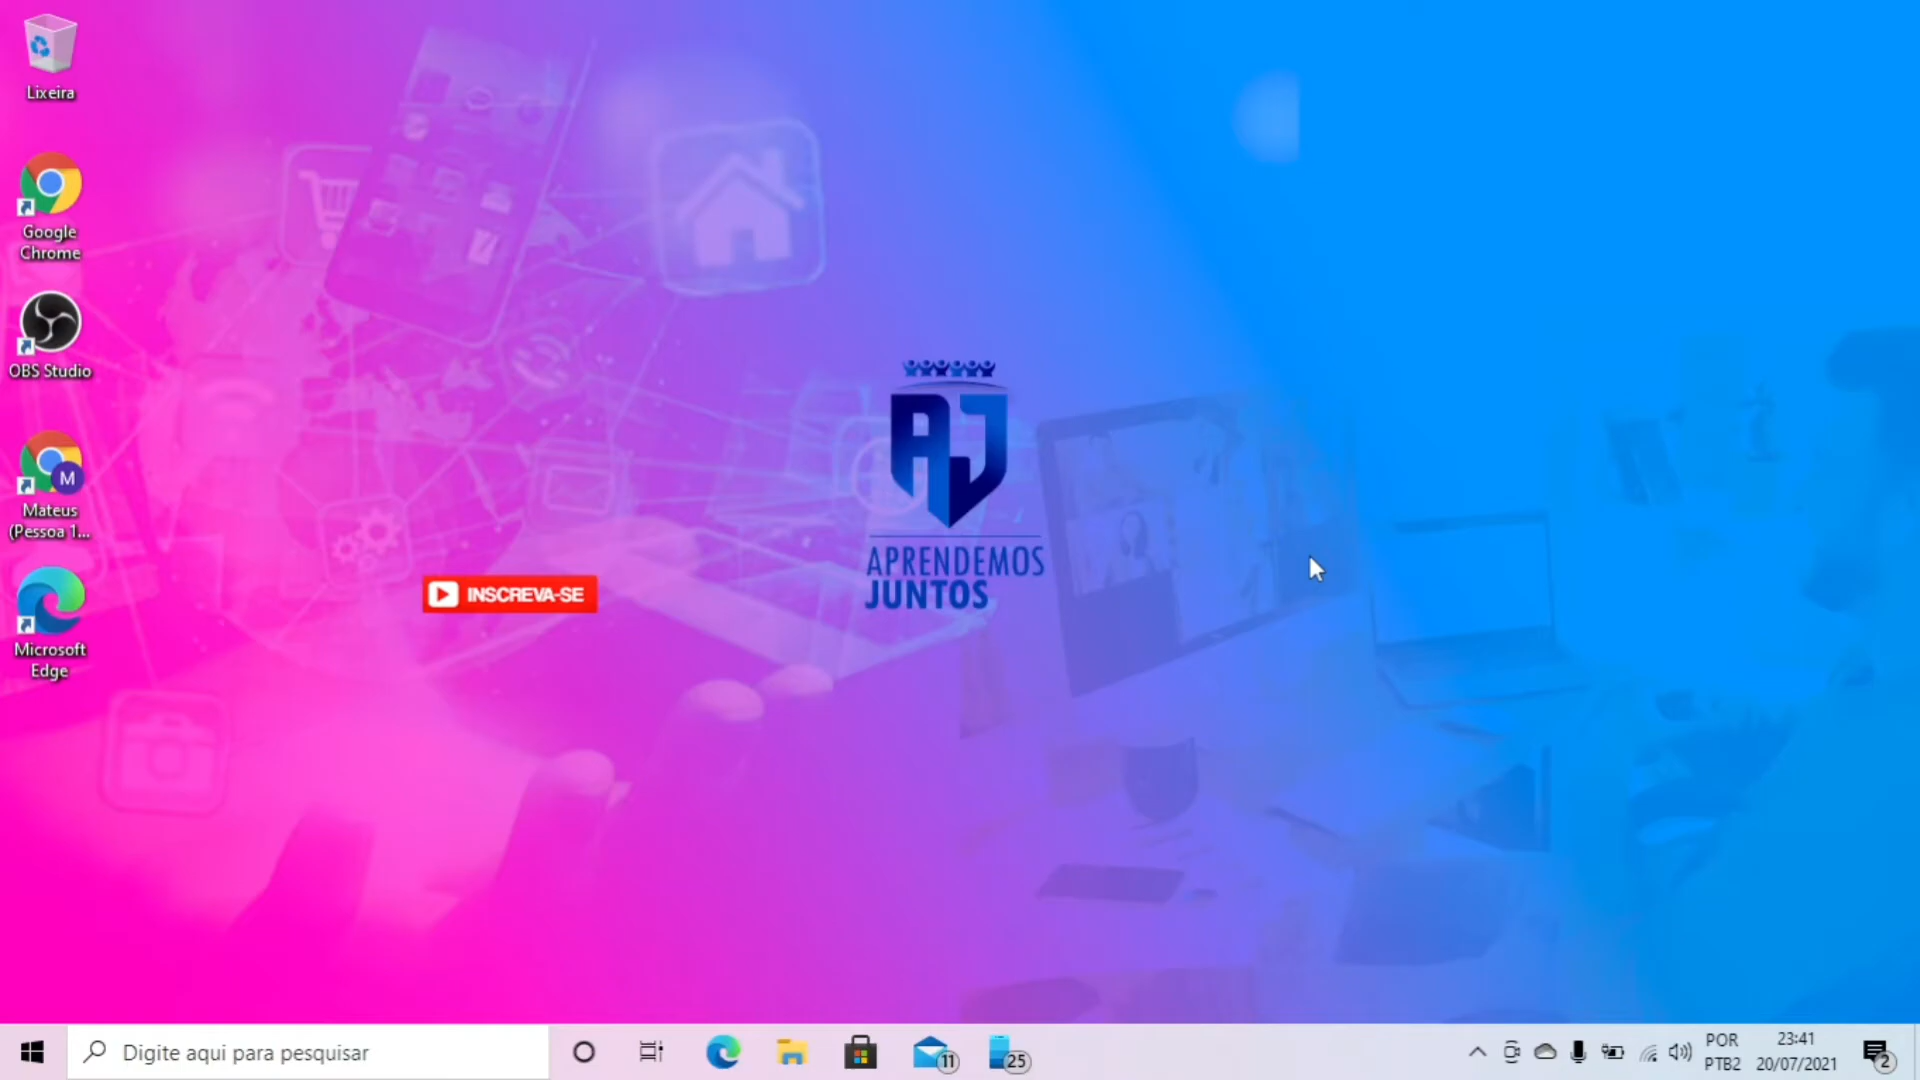 Lixeira
Google
Chrome
OBS Studio
M
Mateus
(Pessoa 1...
Microsoft
Edge
INSCREVA-SE
AJ
APRENDEMOS
JUNTOS
Digite aqui para pesquisar
11
25
POR
PTB2
23:41
20/07/2021
2